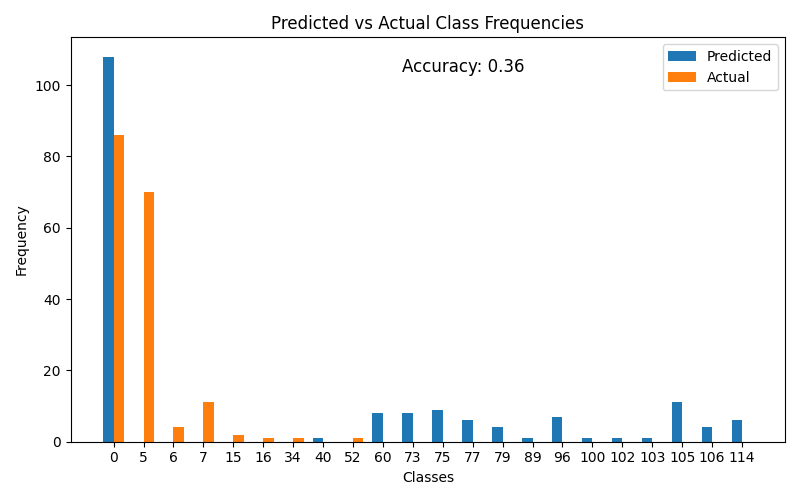 Predicted vs Actual Class Frequencies
Accuracy: 0.36
Predicted
Actual
Frequency
100
80
60
40
20
0
0 5 6 7 15 16 34 40 52 60 73 75 77 79 89 96 100 102 103 105 106 114
Classes